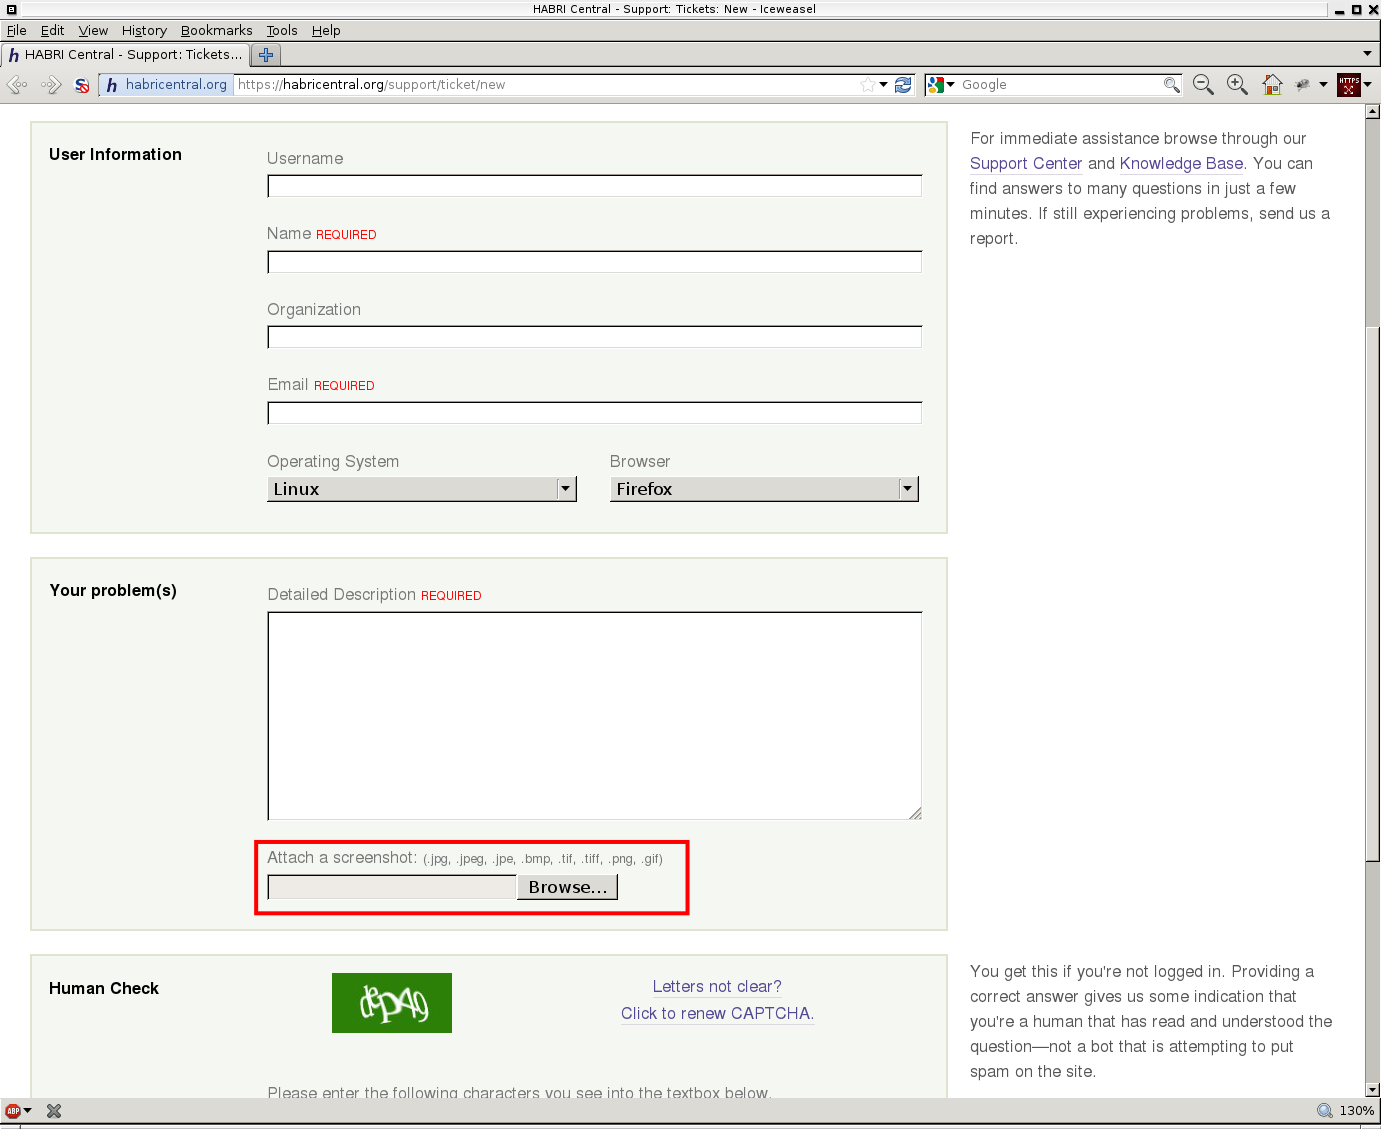 HABRI Central - Support: Tickets: New - Iceweasel
File Edit View History Bookmarks Tools Help
h HABRI Central - Support: Tickets...
h habricentral.org https://habricentral.org/support/ticket/new Google HTTPS
User Information
Username
Name REQUIRED
Organization
Email REQUIRED
Operating System Browser
Linux Firefox
For immediate assistance browse through our
Support Center and Knowledge Base. You can
find answers to many questions in just a few
minutes. If still experiencing problems, send us a
report.
Your problem(s)
Detailed Description REQUIRED
Attach a screenshot: (.jpg, .jpeg, .jpe, .bmp, .tif, .tiff, .png, .gif)
Browse...
Human Check
Letters not clear?
Click to renew CAPTCHA.
Please enter the following characters you see into the textbox below.
You get this if you're not logged in. Providing a
correct answer gives us some indication that
you're a human that has read and understood the
question—not a bot that is attempting to put
spam on the site.
ABP 130%